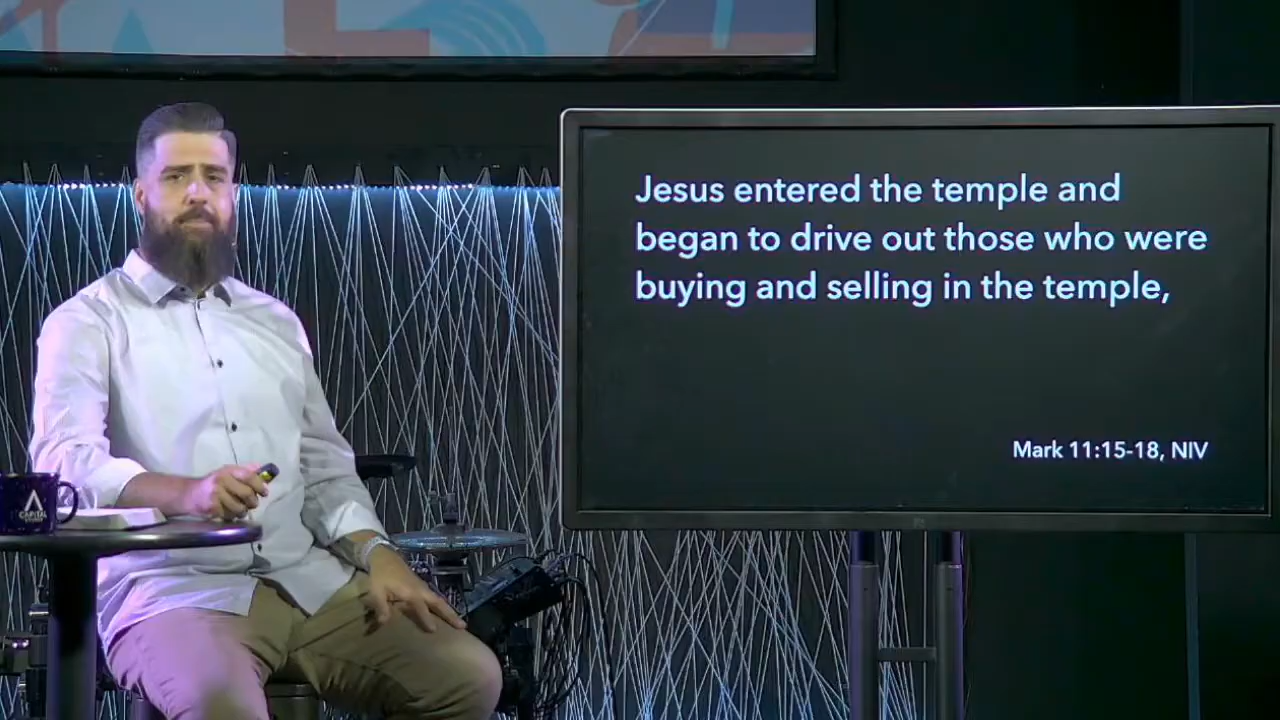 Jesus entered the temple and
began to drive out those who were
buying and selling in the temple,
Mark 11:15-18, NIV
CAPITAL